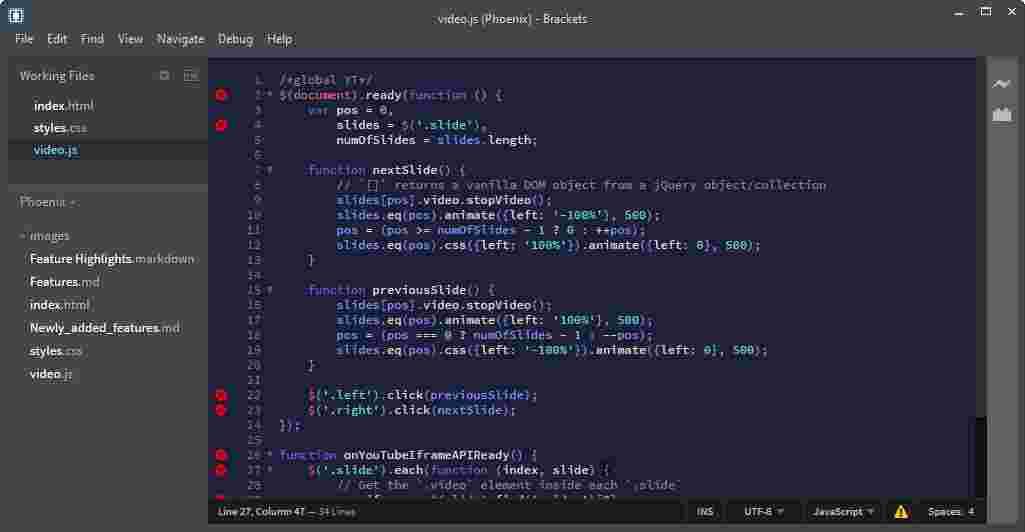 video.js (Phoenix) - Brackets
File Edit Find View Navigate Debug Help
Working Files
index.html
styles.css
video.js
Phoenix
images
Feature Highlights.markdown
Features.md
index.html
Newly_added_features.md
styles.css
video.js
1 /*global YT*/
2 $(document).ready(function () {
3 var pos = 0,
4 slides = $('.slide'),
5 numOfSlides = slides.length;
6
7 function nextSlide() {
8 // `[]` returns a vanilla DOM object from a jQuery object/collection
9 slides[pos].video.stopVideo();
10 slides.eq(pos).animate({left: '-100%'}, 500);
11 pos = (pos >= numOfSlides - 1 ? 0 : ++pos);
12 slides.eq(pos).css({left: '100%'}).animate({left: 0}, 500);
13 }
14
15 function previousSlide() {
16 slides[pos].video.stopVideo();
17 slides.eq(pos).animate({left: '100%'}, 500);
18 pos = (pos === 0 ? numOfSlides - 1 : --pos);
19 slides.eq(pos).css({left: '-100%'}).animate({left: 0}, 500);
20 }
21
22 $('.left').click(previousSlide);
23 $('.right').click(nextSlide);
24 });
25
26 function onYouTubeIframeAPIReady() {
27 $('.slide').each(function (index, slide) {
28 // Get the `.video` element inside each `.slide`
Line 27, Column 47 — 54 Lines
INS UTF-8 JavaScript Spaces: 4